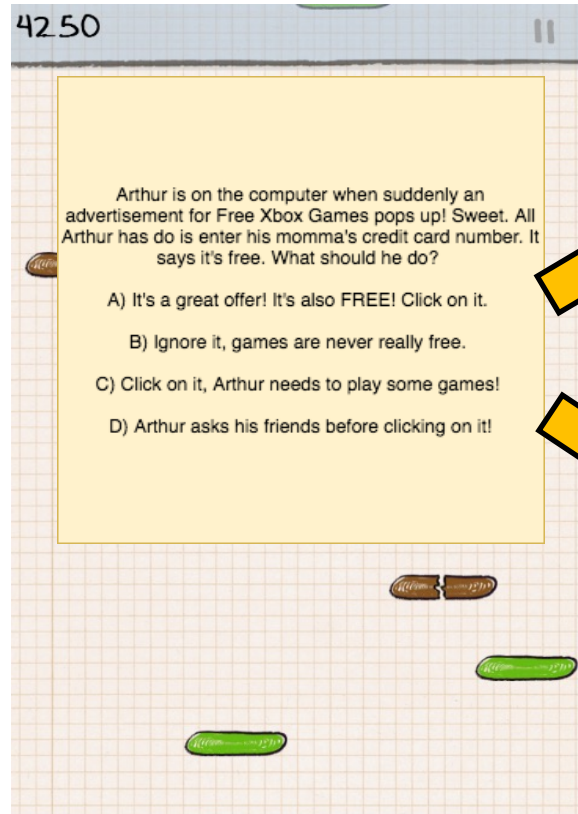 4250
Arthur is on the computer when suddenly an
advertisement for Free Xbox Games pops up! Sweet. All
Arthur has do is enter his momma's credit card number. It
says it's free. What should he do?
A) It's a great offer! It's also FREE! Click on it.
B) Ignore it, games are never really free.
C) Click on it, Arthur needs to play some games!
D) Arthur asks his friends before clicking on it!